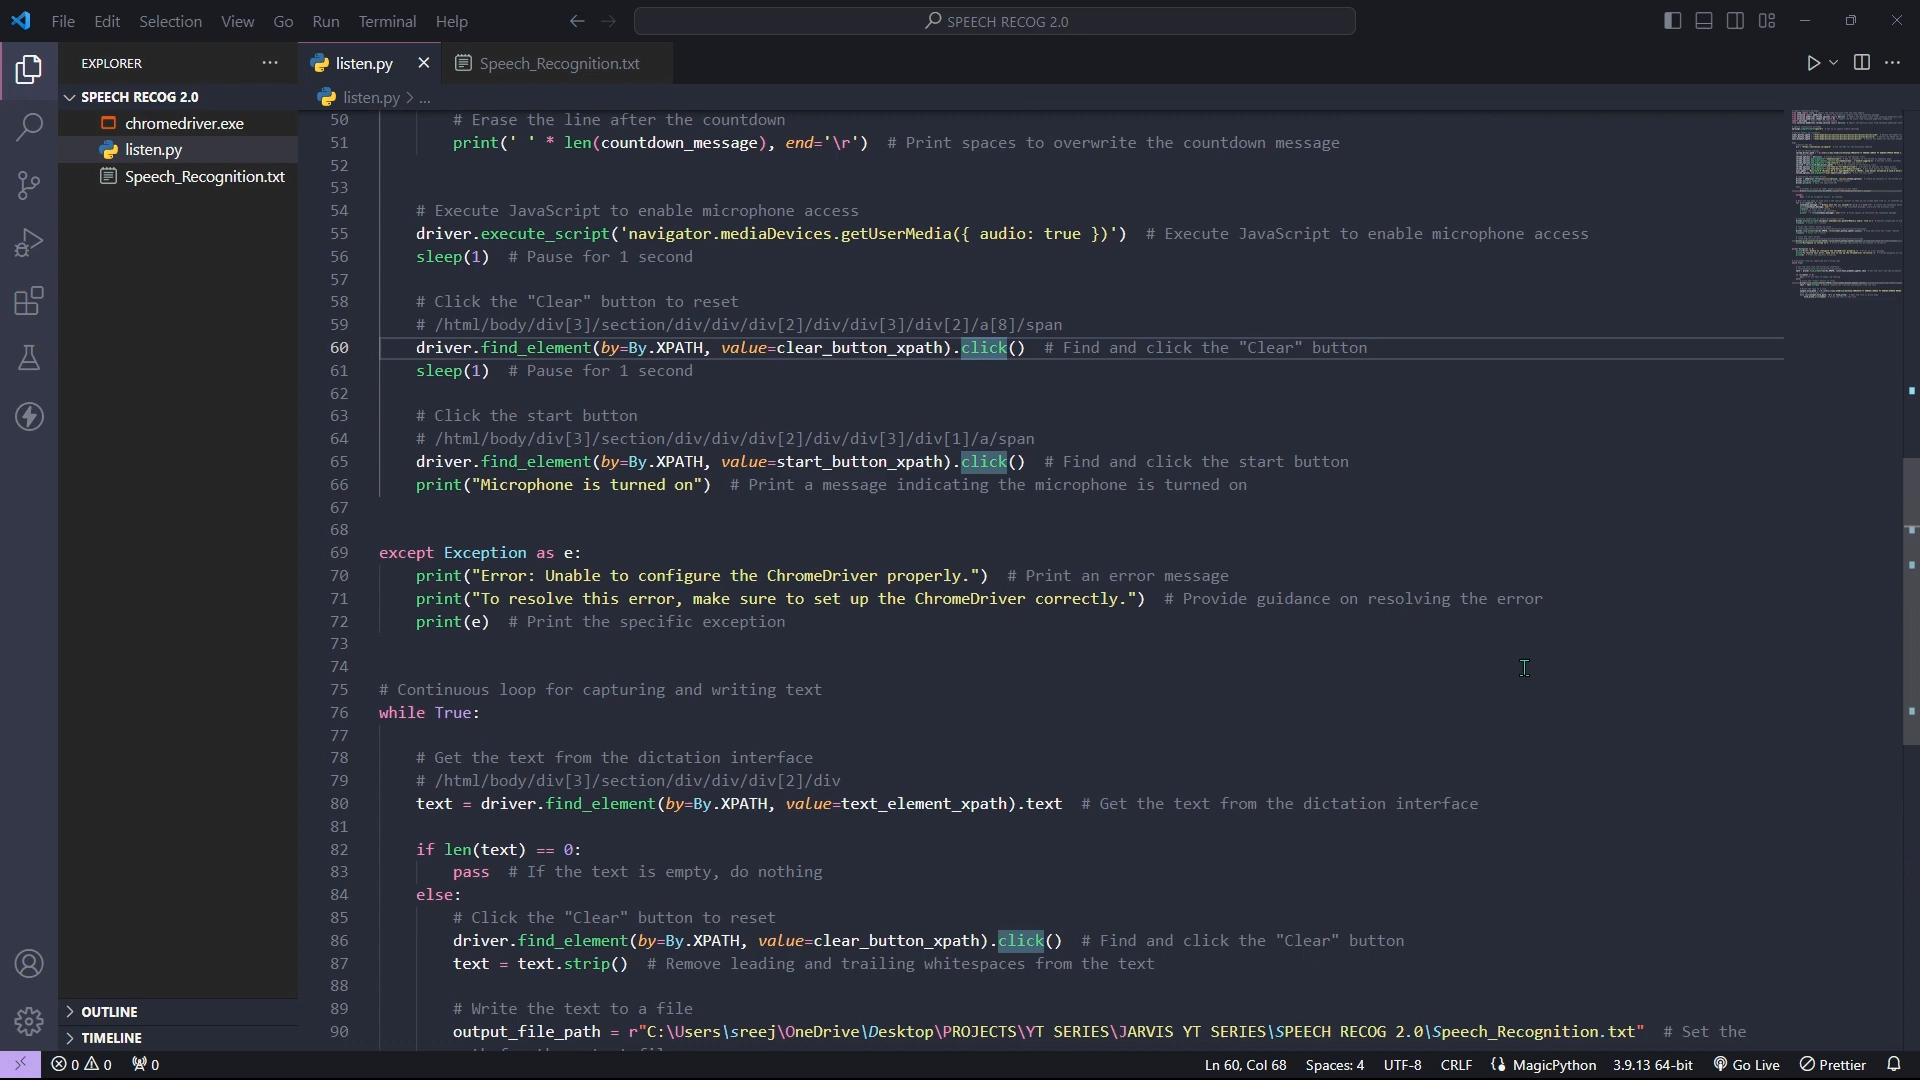 File Edit Selection View Go Run Terminal Help
SPEECH RECOG 2.0
EXPLORER
SPEECH RECOG 2.0
chromedriver.exe
listen.py
Speech_Recognition.txt
OUTLINE
TIMELINE
listen.py
Speech_Recognition.txt
listen.py > ...
50 # Erase the line after the countdown
51 print(' ' * len(countdown_message), end='\r') # Print spaces to overwrite the countdown message
52
53
54 # Execute JavaScript to enable microphone access
55 driver.execute_script('navigator.mediaDevices.getUserMedia({ audio: true })') # Execute JavaScript to enable microphone access
56 sleep(1) # Pause for 1 second
57
58 # Click the "Clear" button to reset
59 # /html/body/div[3]/section/div/div/div[2]/div/div[3]/div[2]/a[8]/span
60 driver.find_element(by=By.XPATH, value=clear_button_xpath).click() # Find and click the "Clear" button
61 sleep(1) # Pause for 1 second
62
63 # Click the start button
64 # /html/body/div[3]/section/div/div/div[2]/div/div[3]/div[1]/a/span
65 driver.find_element(by=By.XPATH, value=start_button_xpath).click() # Find and click the start button
66 print("Microphone is turned on") # Print a message indicating the microphone is turned on
67
68
69 except Exception as e:
70 print("Error: Unable to configure the ChromeDriver properly.") # Print an error message
71 print("To resolve this error, make sure to set up the ChromeDriver correctly.") # Provide guidance on resolving the error
72 print(e) # Print the specific exception
73
74
75 # Continuous loop for capturing and writing text
76 while True:
77
78 # Get the text from the dictation interface
79 # /html/body/div[3]/section/div/div/div[2]/div
80 text = driver.find_element(by=By.XPATH, value=text_element_xpath).text # Get the text from the dictation interface
81
82 if len(text) == 0:
83 pass # If the text is empty, do nothing
84 else:
85 # Click the "Clear" button to reset
86 driver.find_element(by=By.XPATH, value=clear_button_xpath).click() # Find and click the "Clear" button
87 text = text.strip() # Remove leading and trailing whitespaces from the text
88
89 # Write the text to a file
90 output_file_path = r"C:\Users\sreej\OneDrive\Desktop\PROJECTS\YT SERIES\JARVIS YT SERIES\SPEECH RECOG 2.0\Speech_Recognition.txt" # Set the
0 0 0 Ln 60, Col 68 Spaces: 4 UTF-8 CRLF MagicPython 3.9.13 64-bit Go Live Prettier